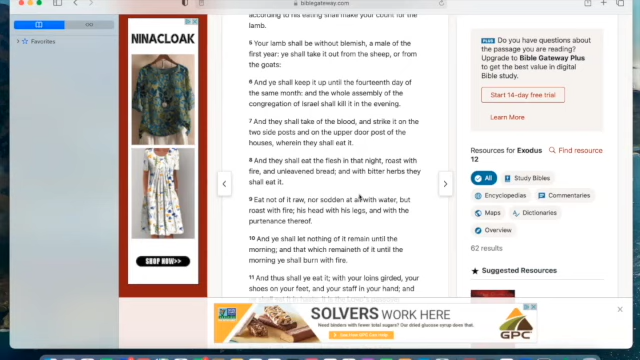 biblegateway.com
Favorites
NINACLOAK
SHOP NOW >>
according to his eating shall make your count for the
lamb.
5 Your lamb shall be without blemish, a male of the
first year: ye shall take it out from the sheep, or from
the goats:
6 And ye shall keep it up until the fourteenth day of
the same month: and the whole assembly of the
congregation of Israel shall kill it in the evening.
7 And they shall take of the blood, and strike it on the
two side posts and on the upper door post of the
houses, wherein they shall eat it.
8 And they shall eat the flesh in that night, roast with
fire, and unleavened bread; and with bitter herbs they
shall eat it.
9 Eat not of it raw, nor sodden at all with water, but
roast with fire; his head with his legs, and with the
purtenance thereof.
10 And ye shall let nothing of it remain until the
morning; and that which remaineth of it until the
morning ye shall burn with fire.
11 And thus shall ye eat it; with your loins girded, your
shoes on your feet, and your staff in your hand; and
PLUS Do you have questions about
the passage you are reading?
Upgrade to Bible Gateway Plus
to get the best value in digital
Bible study.
Start 14-day free trial
Learn More
Resources for Exodus
12
Find resource
All
Study Bibles
Encyclopedias
Commentaries
Maps
Dictionaries
Overview
62 results
Suggested Resources
SOLVERS WORK HERE
Need binders with fewer total sugars? Our dried glucose syrup does that.
GPC